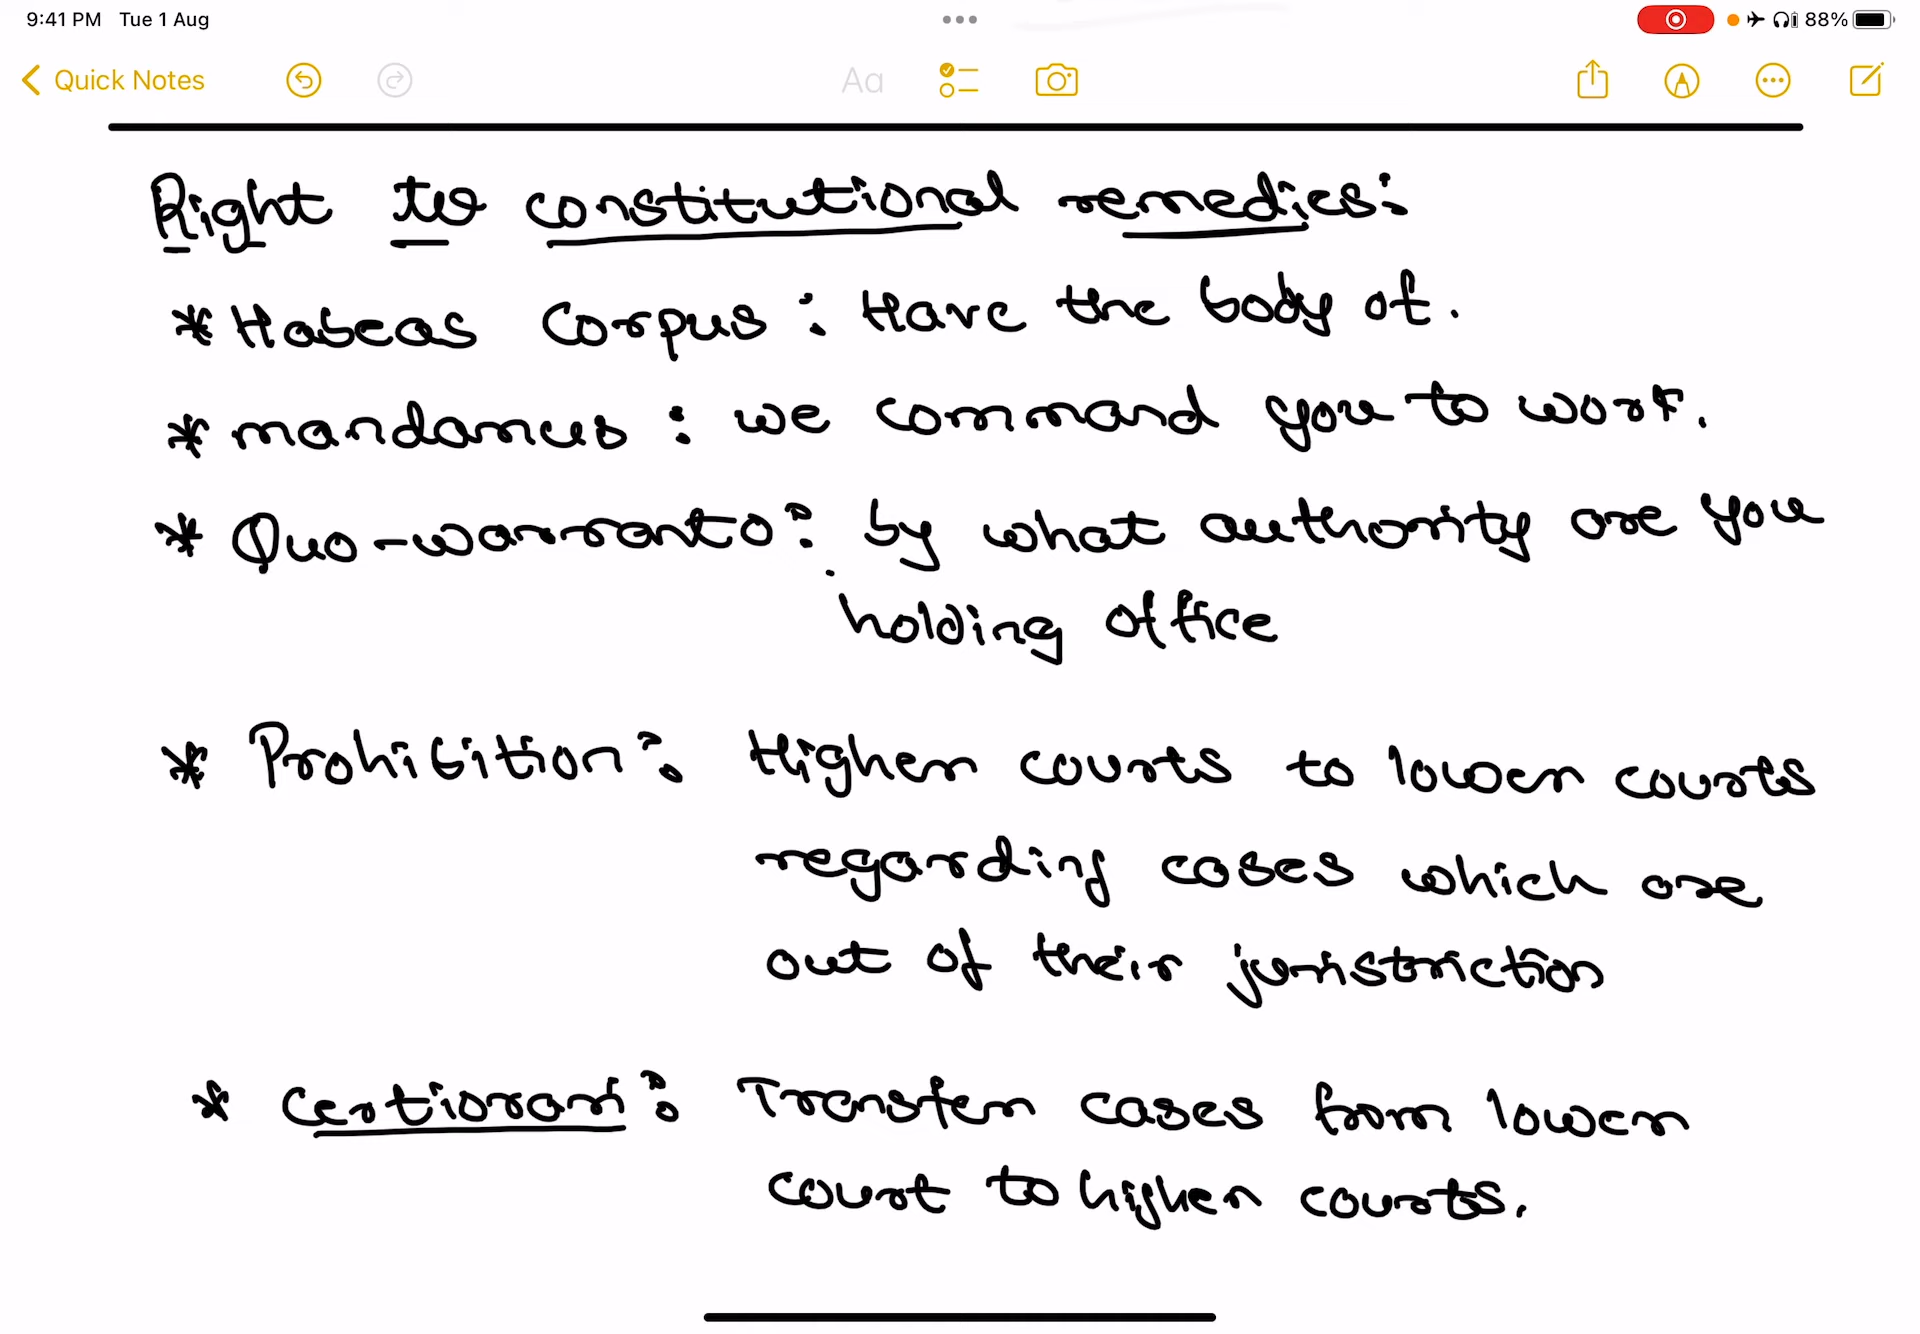 9:41 PM Tue 1 Aug
88%
Quick Notes
Aa
Right to constitutional remedies:
* Habeas Corpus : Have the body of.
* mandamus : we command you to work.
* Quo-warranto : by what authority are you
holding office
* Prohibition : Higher courts to lower courts
regarding cases which are
out of their juristriction
* Certiorari : Transfer cases from lower
court to higher courts.